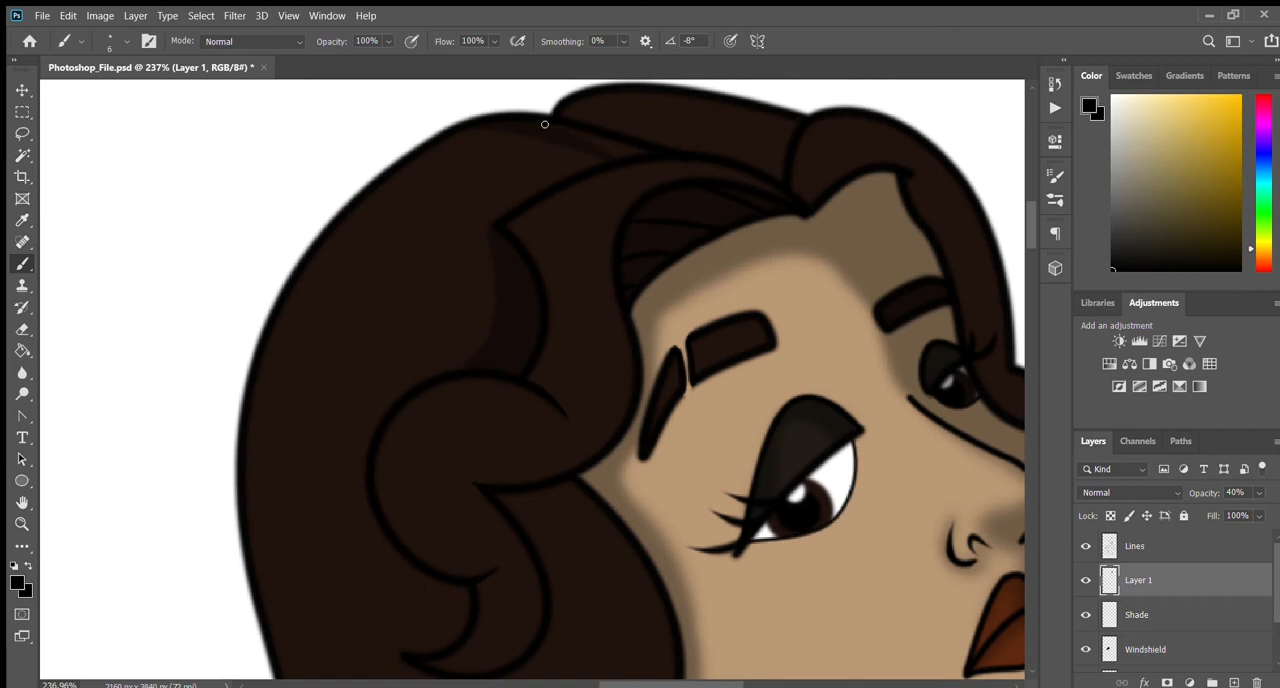 Ps File Edit Image Layer Type Select Filter 3D View Window Help
6 Mode: Normal Opacity: 100% Flow: 100% Smoothing: 0% -8°
Photoshop_File.psd @ 237% (Layer 1, RGB/8#) * ×
Color Swatches Gradients Patterns
Libraries Adjustments
Add an adjustment
Layers Channels Paths
Kind
Normal Opacity: 40%
Lock: Fill: 100%
Lines
Layer 1
Shade
Windshield
236.96% 2160 px x 3840 px (72 ppi)